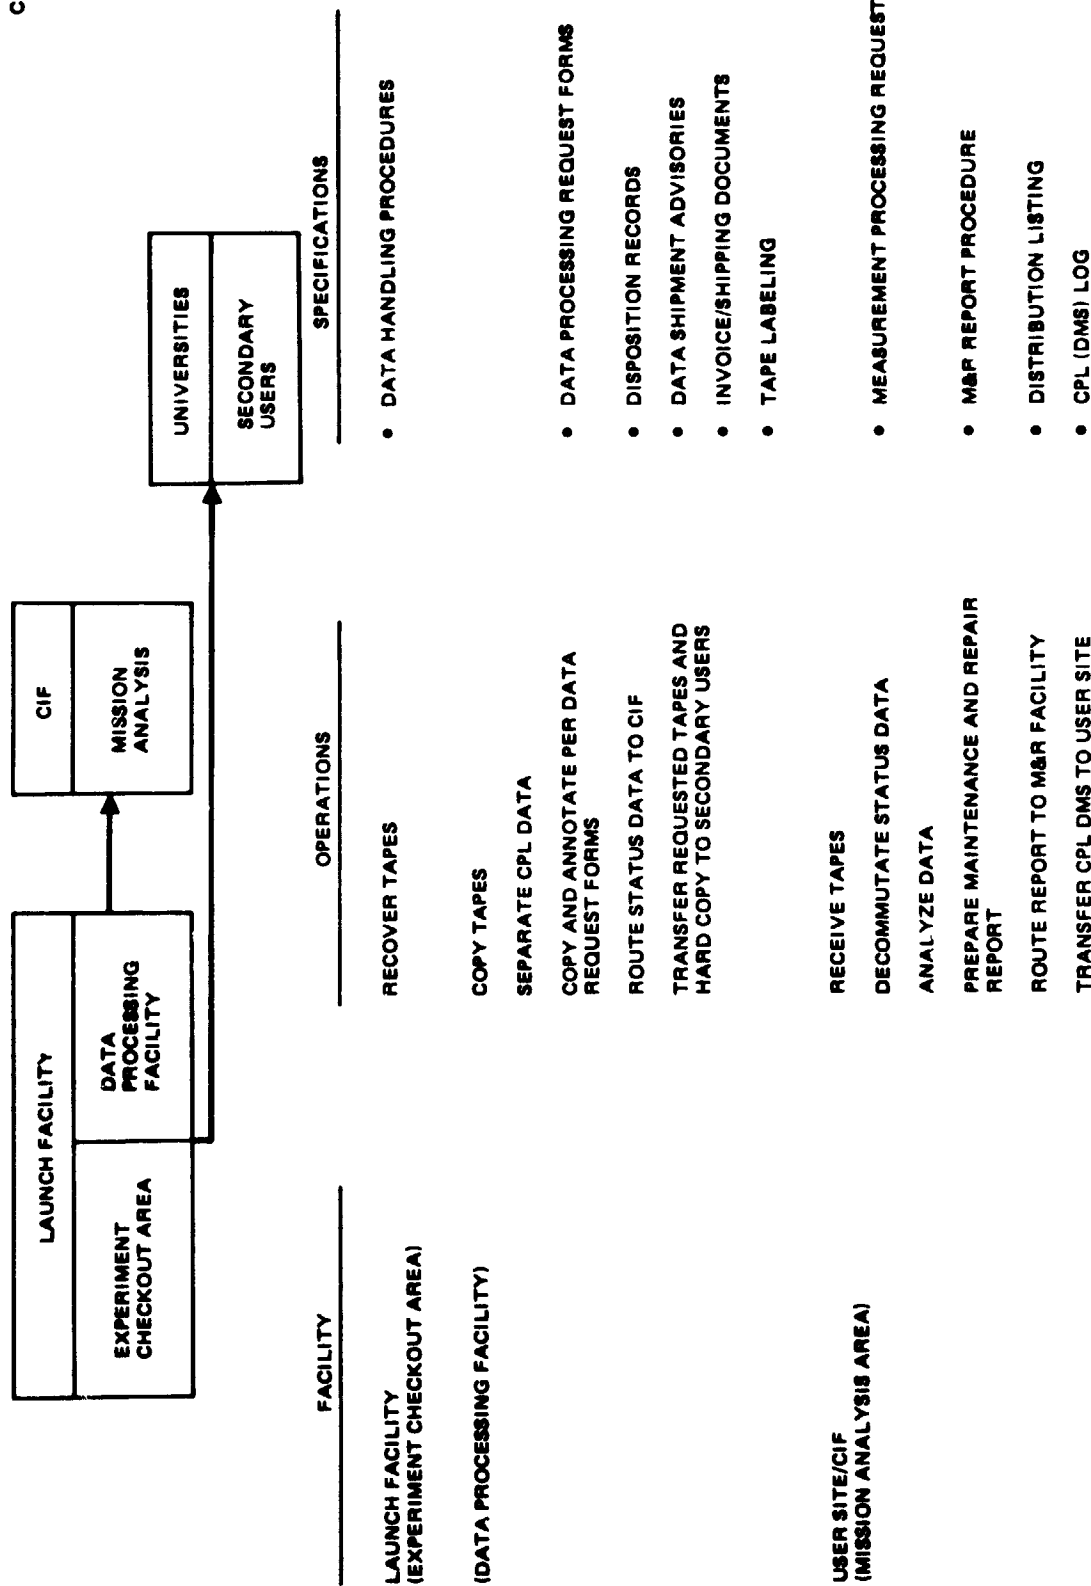 C
LAUNCH FACILITY
EXPERIMENT
CHECKOUT AREA
DATA
PROCESSING
FACILITY
CIF
MISSION
ANALYSIS
UNIVERSITIES
SECONDARY
USERS
FACILITY
OPERATIONS
SPECIFICATIONS
LAUNCH FACILITY
(EXPERIMENT CHECKOUT AREA)
RECOVER TAPES
• DATA HANDLING PROCEDURES
(DATA PROCESSING FACILITY)
COPY TAPES
SEPARATE CPL DATA
COPY AND ANNOTATE PER DATA
REQUEST FORMS
• DATA PROCESSING REQUEST FORMS
ROUTE STATUS DATA TO CIF
• DISPOSITION RECORDS
TRANSFER REQUESTED TAPES AND
HARD COPY TO SECONDARY USERS
• DATA SHIPMENT ADVISORIES
• INVOICE/SHIPPING DOCUMENTS
• TAPE LABELING
USER SITE/CIF
(MISSION ANALYSIS AREA)
RECEIVE TAPES
DECOMMUTATE STATUS DATA
• MEASUREMENT PROCESSING REQUEST
ANALYZE DATA
PREPARE MAINTENANCE AND REPAIR
REPORT
• M&R REPORT PROCEDURE
ROUTE REPORT TO M&R FACILITY
• DISTRIBUTION LISTING
TRANSFER CPL DMS TO USER SITE
• CPL (DMS) LOG